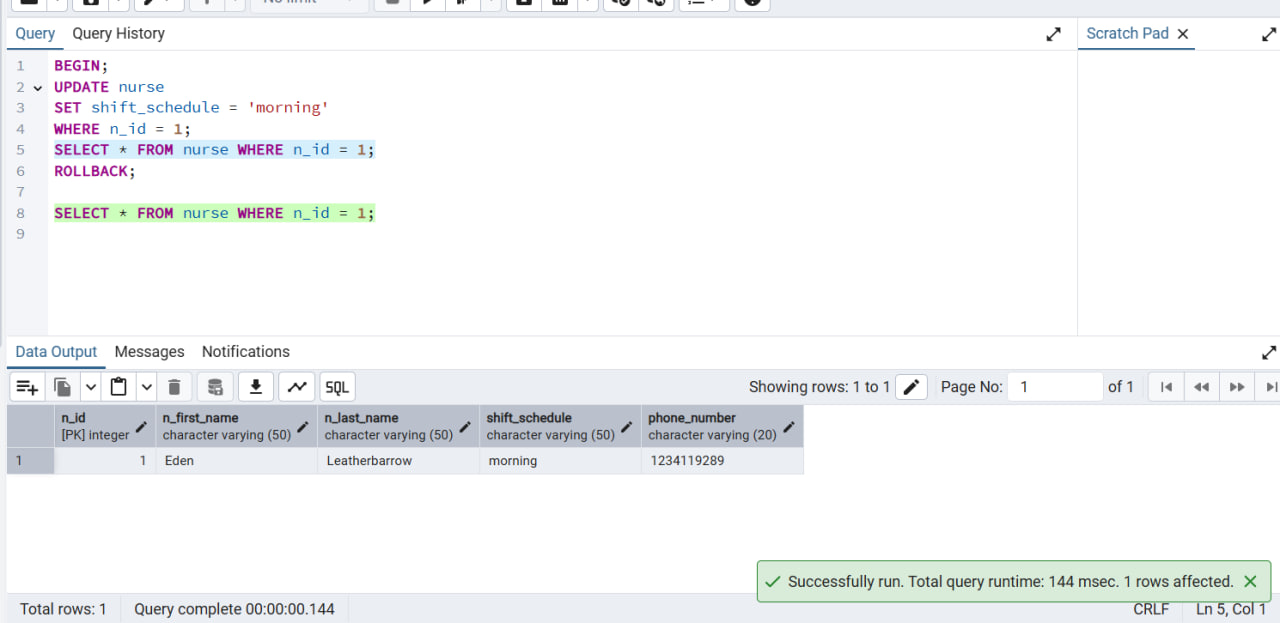 No limit
Query Query History
Scratch Pad
1 BEGIN;
2 UPDATE nurse
3 SET shift_schedule = 'morning'
4 WHERE n_id = 1;
5 SELECT * FROM nurse WHERE n_id = 1;
6 ROLLBACK;
7
8 SELECT * FROM nurse WHERE n_id = 1;
9
Data Output Messages Notifications
SQL Showing rows: 1 to 1 Page No: 1 of 1
n_id n_first_name n_last_name shift_schedule phone_number
[PK] integer character varying (50) character varying (50) character varying (50) character varying (20)
1 1 Eden Leatherbarrow morning 1234119289
Successfully run. Total query runtime: 144 msec. 1 rows affected.
Total rows: 1 Query complete 00:00:00.144 CRLF Ln 5, Col 1